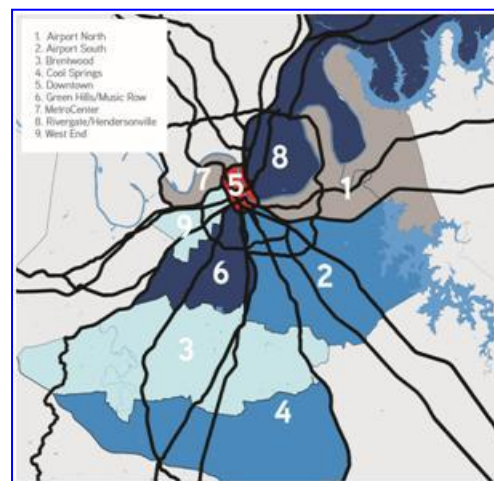 1. Airport North
2. Airport South
3. Brentwood
4. Cool Springs
5. Downtown
6. Green Hills/Music Row
7. MetroCenter
8. Rivergate/Hendersonville
9. West End
8
5
7
1
9
6
2
3
4